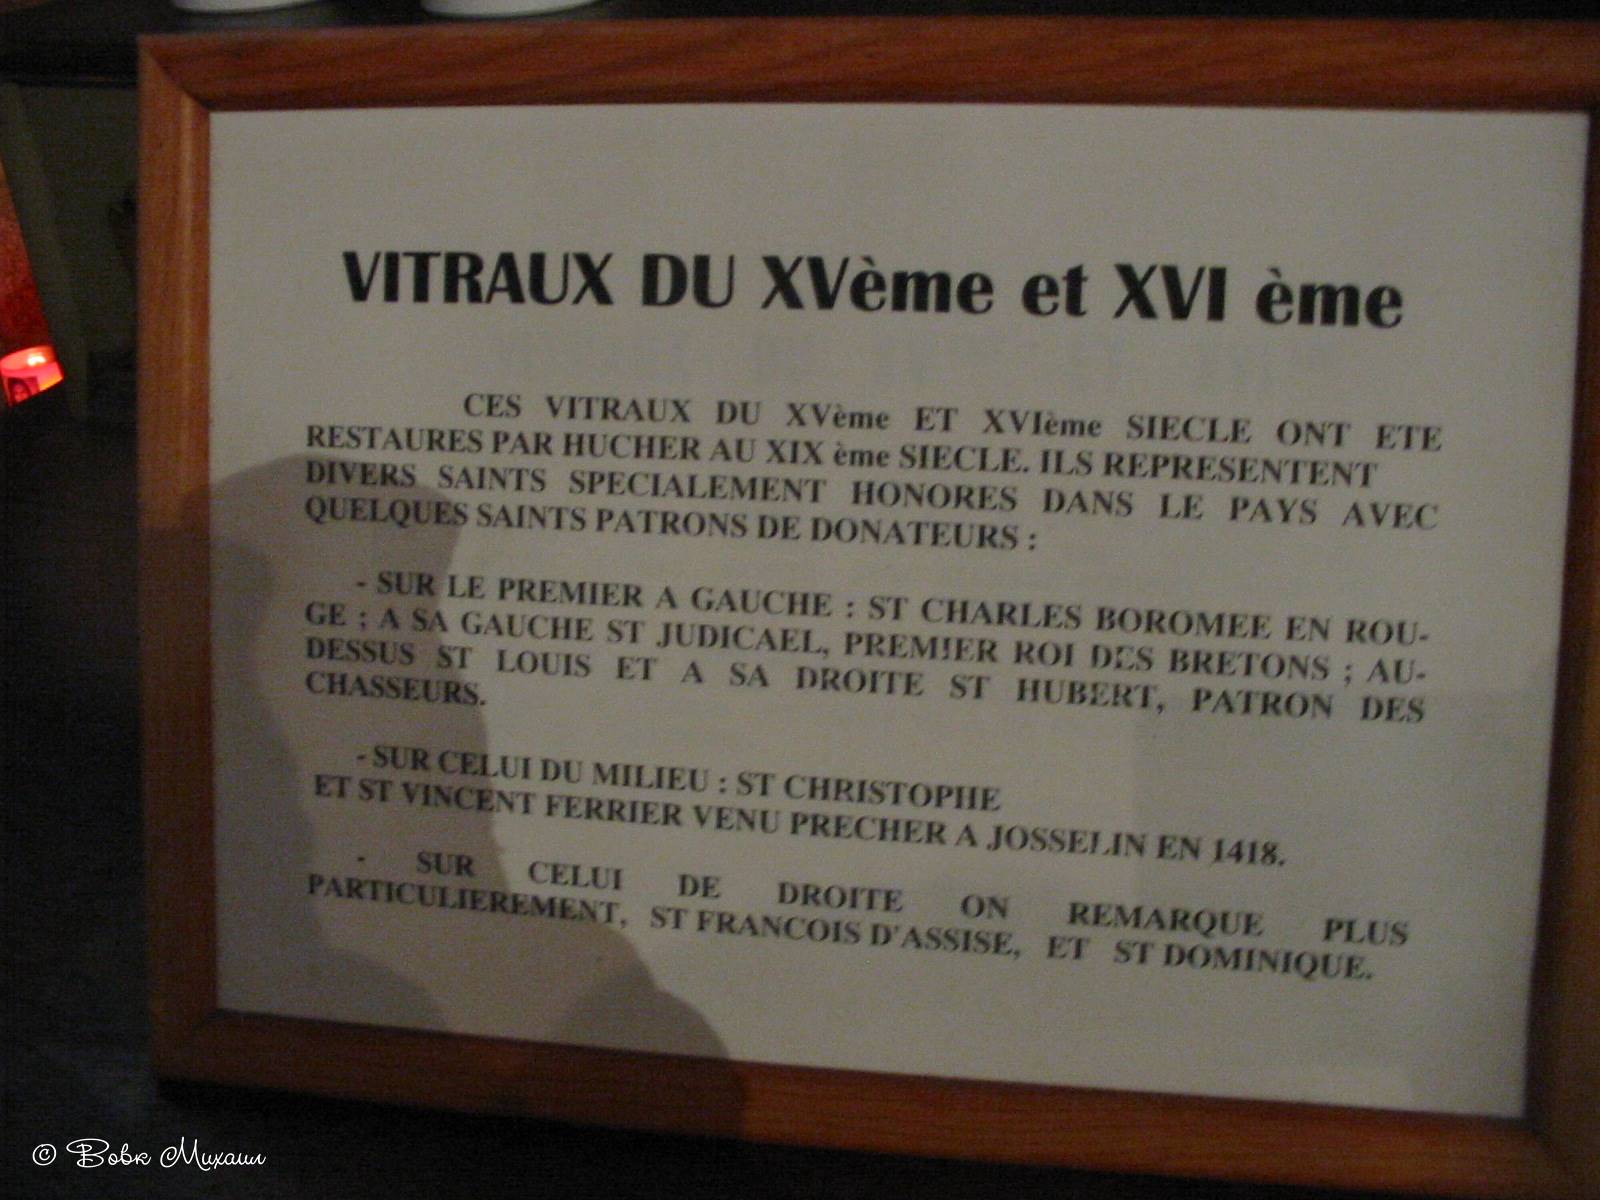 VITRAUX DU XVème et XVI ème
CES VITRAUX DU XVème ET XVIème SIECLE ONT ETE
RESTAURES PAR HUCHER AU XIX ème SIECLE. ILS REPRESENTENT
DIVERS SAINTS SPECIALEMENT HONORES DANS LE PAYS AVEC
QUELQUES SAINTS PATRONS DE DONATEURS :
- SUR LE PREMIER A GAUCHE : ST CHARLES BOROMEE EN ROU-
GE ; A SA GAUCHE ST JUDICAEL, PREMIER ROI DES BRETONS ; AU-
DESSUS ST LOUIS ET A SA DROITE ST HUBERT, PATRON DES
CHASSEURS.
- SUR CELUI DU MILIEU : ST CHRISTOPHE
ET ST VINCENT FERRIER VENU PRECHER A JOSSELIN EN 1418.
- SUR CELUI DE DROITE ON REMARQUE PLUS
PARTICULIEREMENT, ST FRANCOIS D'ASSISE, ET ST DOMINIQUE.
© Вовк Михаил